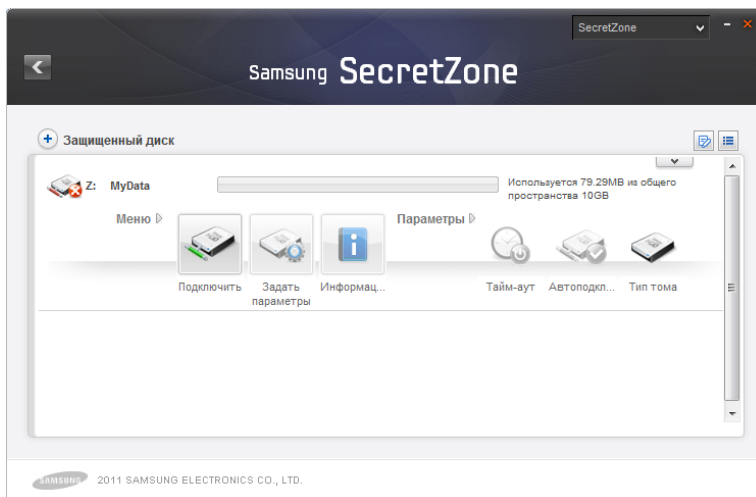 SecretZone
Samsung SecretZone
Защищенный диск
Z: MyData
Используется 79.29MB из общего
пространства 10GB
Меню
Параметры
Подключить
Задать
параметры
Информац...
Тайм-аут
Автоподкл...
Тип тома
SAMSUNG
2011 SAMSUNG ELECTRONICS CO., LTD.